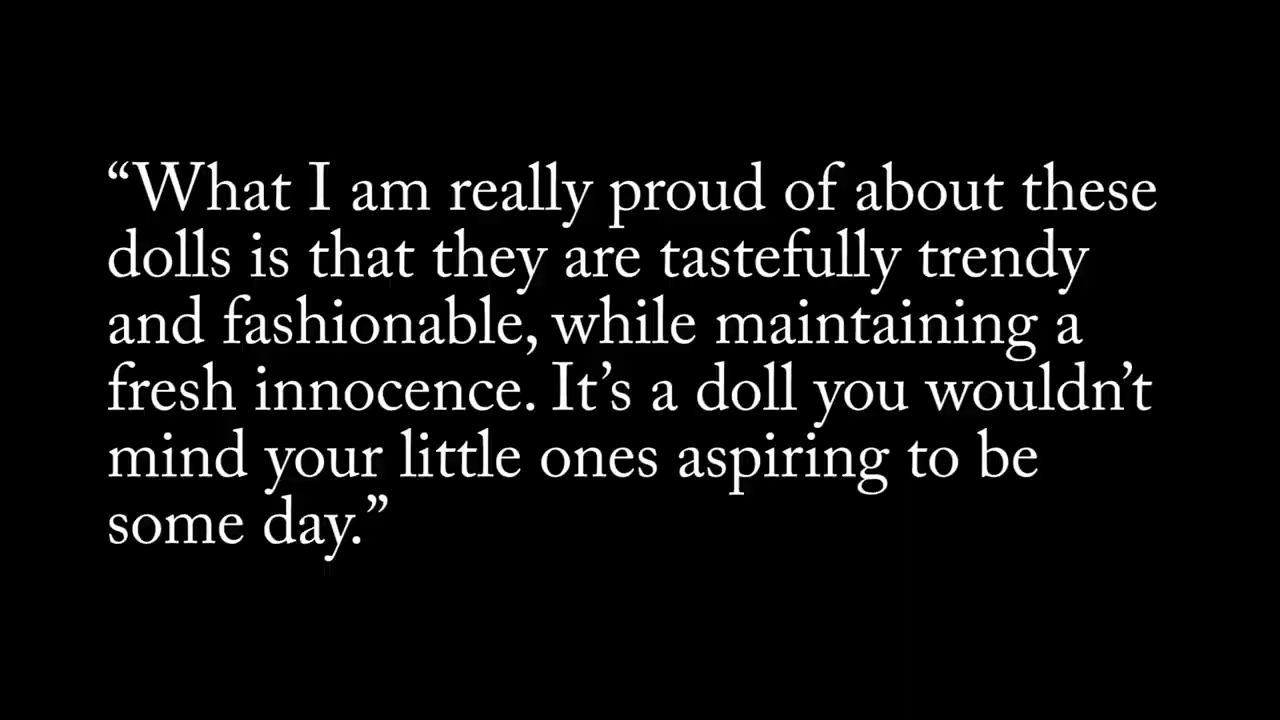 “What I am really proud of about these
dolls is that they are tastefully trendy
and fashionable, while maintaining a
fresh innocence. It’s a doll you wouldn’t
mind your little ones aspiring to be
some day.”